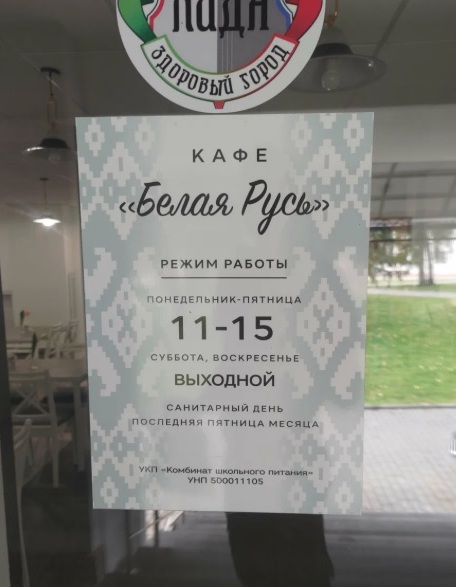 ЛИДА
ЗДОРОВЫЙ ГОРОД
КАФЕ
«Белая Русь»
РЕЖИМ РАБОТЫ
ПОНЕДЕЛЬНИК-ПЯТНИЦА
11-15
СУББОТА, ВОСКРЕСЕНЬЕ
ВЫХОДНОЙ
САНИТАРНЫЙ ДЕНЬ
ПОСЛЕДНЯЯ ПЯТНИЦА МЕСЯЦА
УКП «Комбинат школьного питания»
УНП 500011105